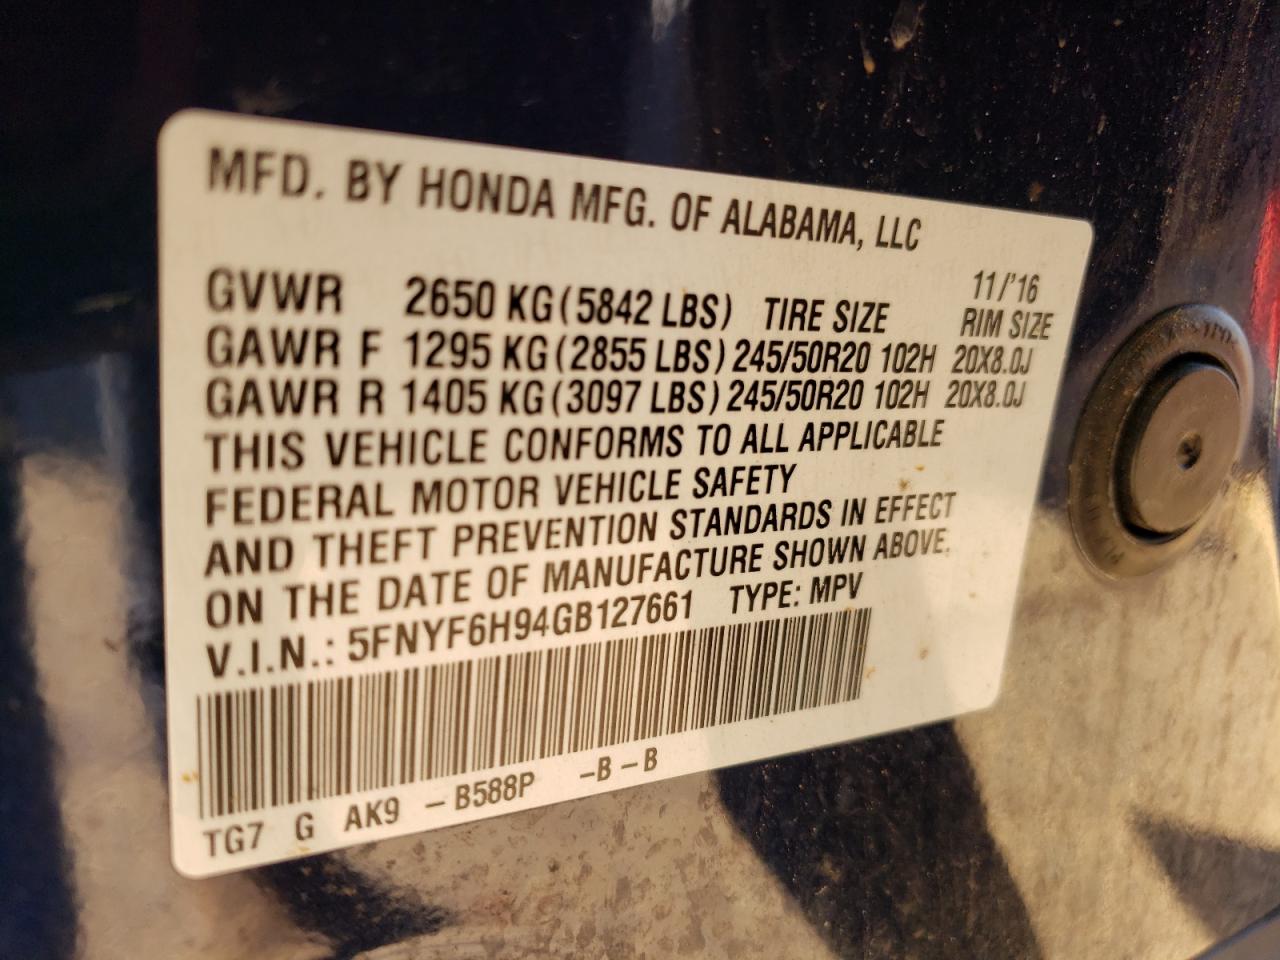 MFD. BY HONDA MFG. OF ALABAMA, LLC
11/'16
GVWR 2650 KG (5842 LBS) TIRE SIZE RIM SIZE
GAWR F 1295 KG (2855 LBS) 245/50R20 102H 20X8.0J
GAWR R 1405 KG (3097 LBS) 245/50R20 102H 20X8.0J
THIS VEHICLE CONFORMS TO ALL APPLICABLE
FEDERAL MOTOR VEHICLE SAFETY
AND THEFT PREVENTION STANDARDS IN EFFECT
ON THE DATE OF MANUFACTURE SHOWN ABOVE.
V.I.N.: 5FNYF6H94GB127661 TYPE: MPV
TG7 G AK9 – B588P –B – B